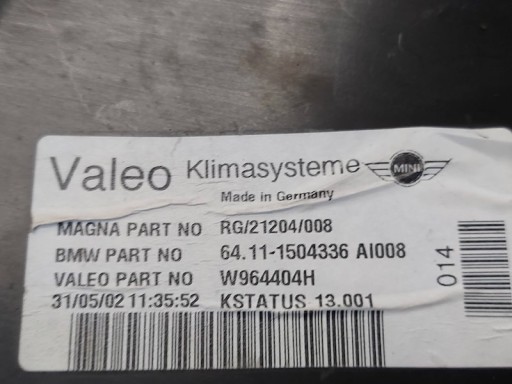 Valeo Klimasysteme MINI
Made in Germany
MAGNA PART NO RG/21204/008
BMW PART NO 64.11-1504336 AI008
VALEO PART NO W964404H
31/05/02 11:35:52 KSTATUS 13.001
014